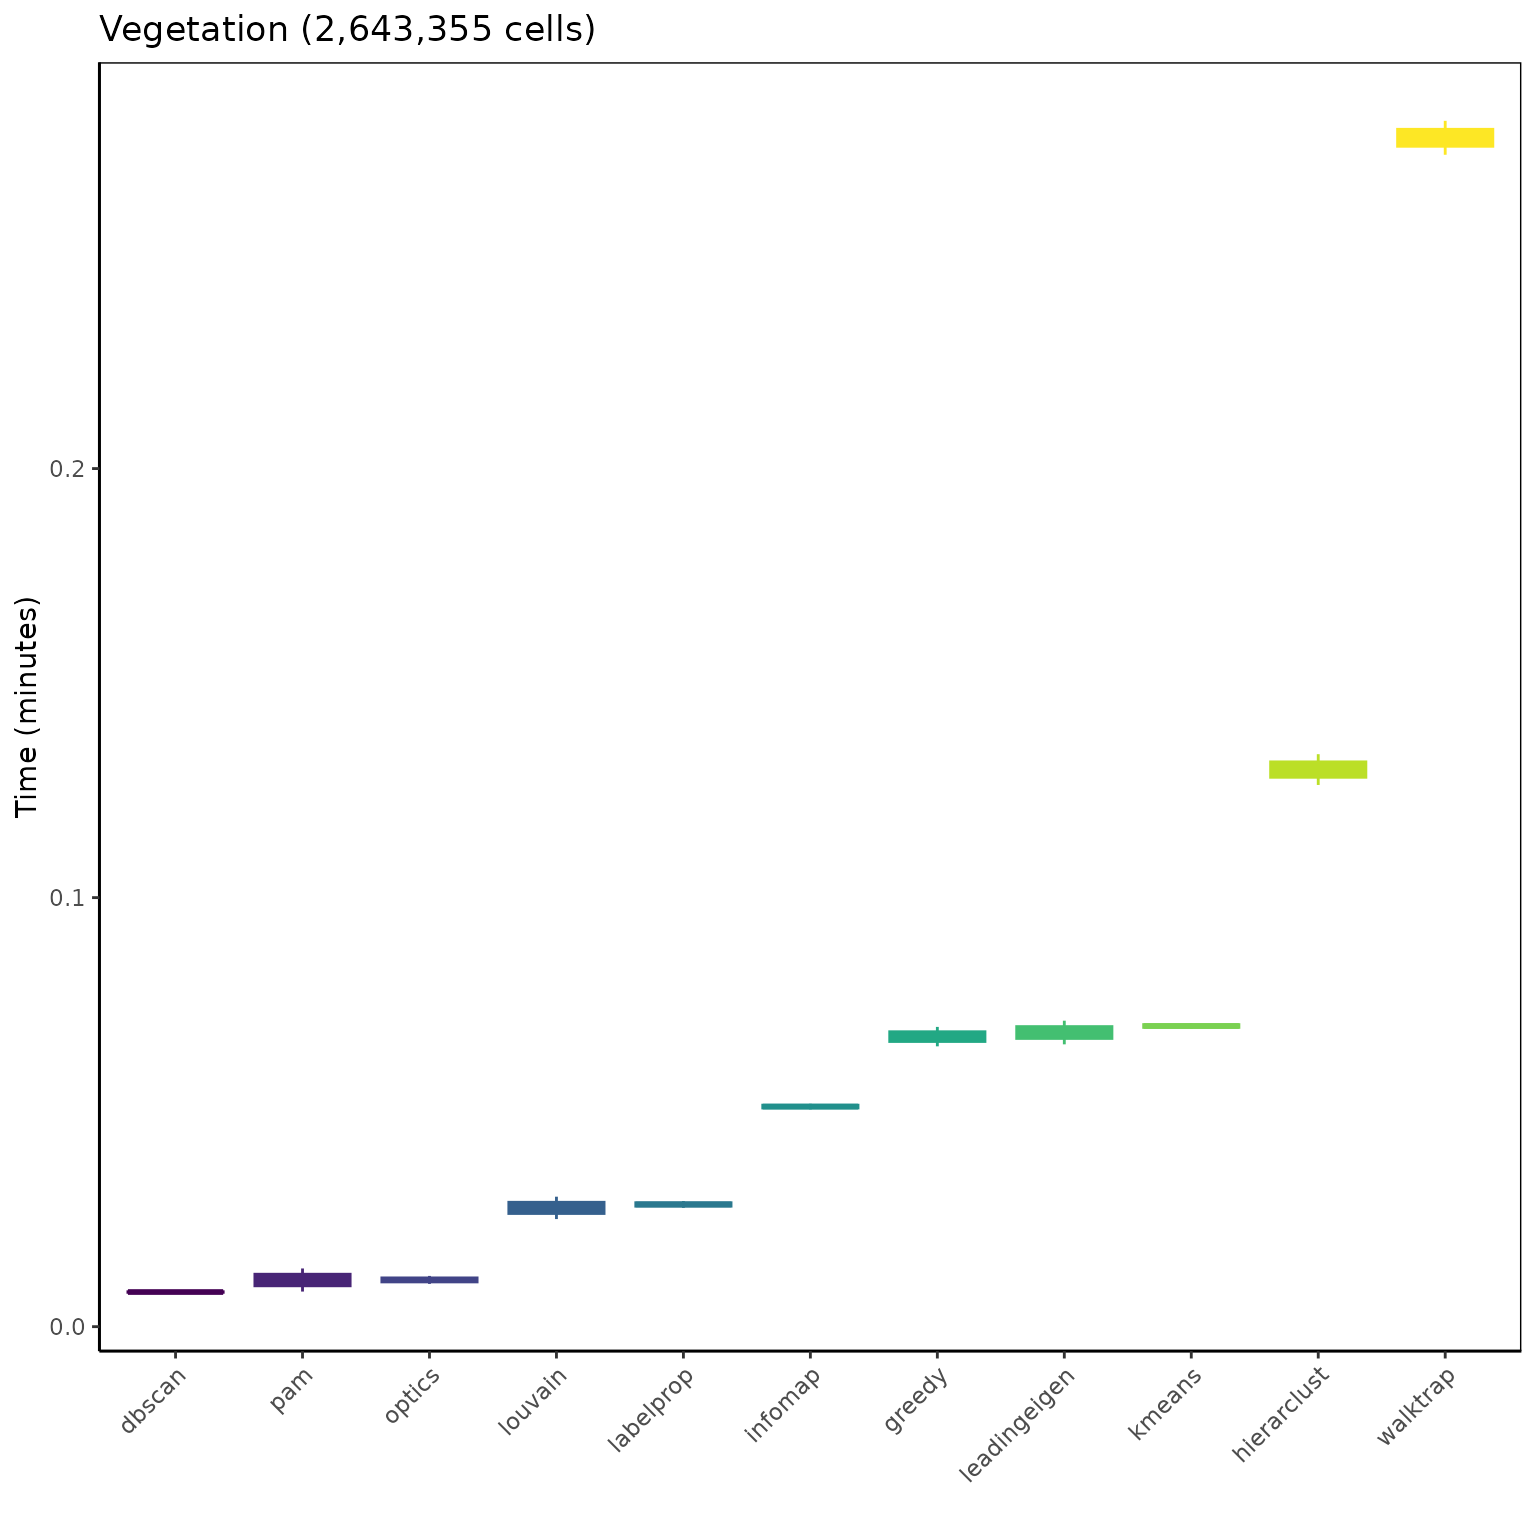 Vegetation (2,643,355 cells)
Time (minutes)
0.2
0.1
0.0
dbscan
pam
optics
louvain
labelprop
infomap
greedy
leadingeigen
kmeans
hierarclust
walktrap